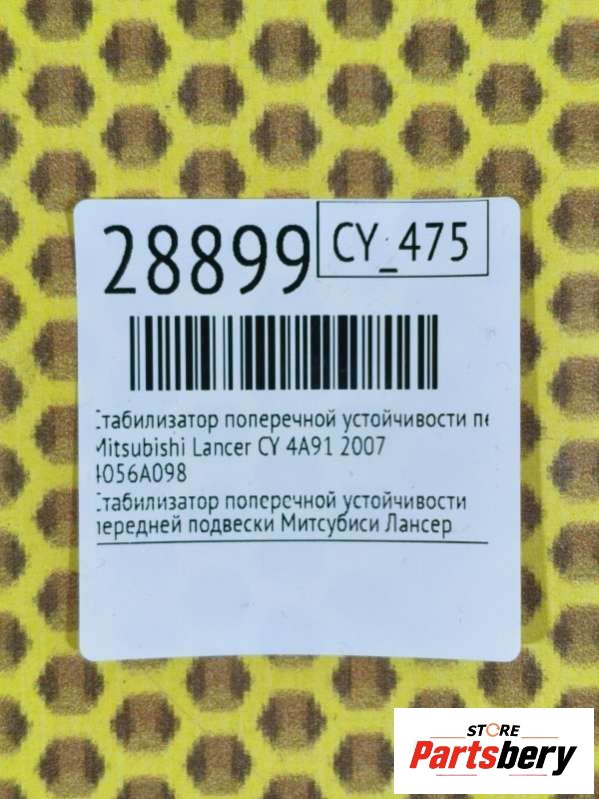 28899
CY_475
Стабилизатор поперечной устойчивости пе
Mitsubishi Lancer CY 4A91 2007
4056A098
Стабилизатор поперечной устойчивости
передней подвески Митсубиси Лансер
STORE
Partsbery